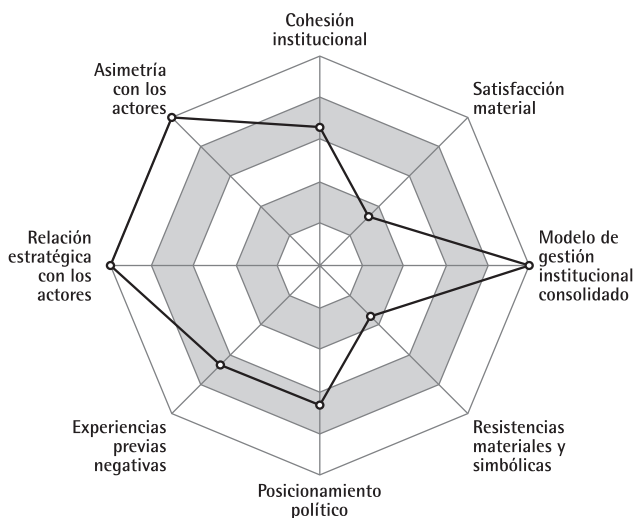 Cohesión
institucional
Asimetría
con los
actores
Satisfacción
material
Relación
estratégica
con los
actores
Modelo de
gestión
institucional
consolidado
Experiencias
previas
negativas
Resistencias
materiales y
simbólicas
Posicionamiento
político